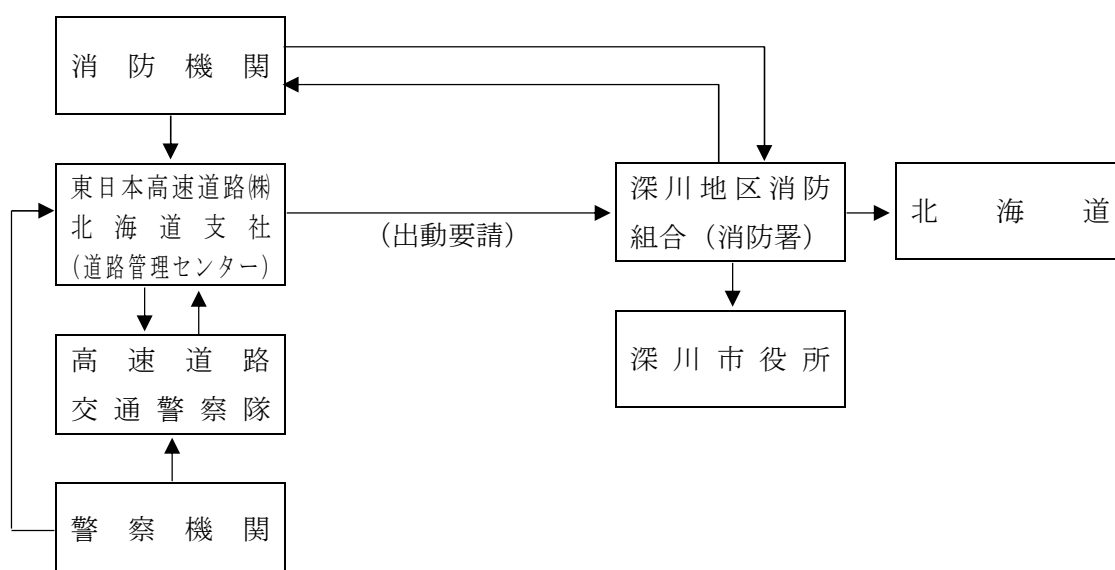 消防機関
東日本高速道路㈱
北海道支社
(道路管理センター)
(出動要請)
深川地区消防
組合（消防署）
北海道
高速道路
交通警察隊
深川市役所
警察機関